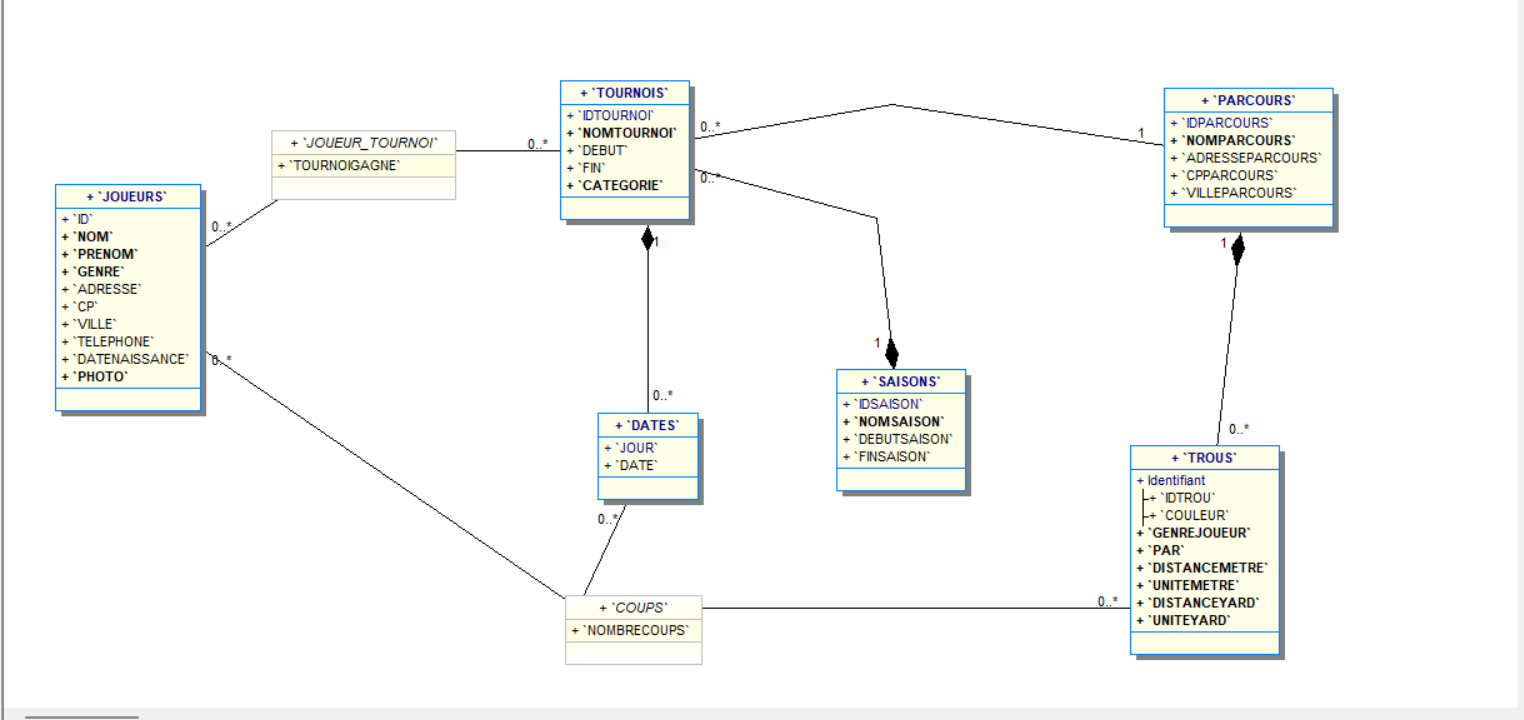 + `JOUEURS`
+ `ID`
+ `NOM`
+ `PRENOM`
+ `GENRE`
+ `ADRESSE`
+ `CP`
+ `VILLE`
+ `TELEPHONE`
+ `DATENAISSANCE`
+ `PHOTO`
0..*
0..*
+ `JOUEUR_TOURNOI`
+ `TOURNOIGAGNE`
0..*
+ `TOURNOIS`
+ `IDTOURNOI`
+ `NOMTOURNOI`
+ `DEBUT`
+ `FIN`
+ `CATEGORIE`
0..*
0..*
1
1
+ `PARCOURS`
+ `IDPARCOURS`
+ `NOMPARCOURS`
+ `ADRESSEPARCOURS`
+ `CPPARCOURS`
+ `VILLEPARCOURS`
1
1
+ `SAISONS`
+ `IDSAISON`
+ `NOMSAISON`
+ `DEBUTSAISON`
+ `FINSAISON`
0..*
+ `DATES`
+ `JOUR`
+ `DATE`
0..*
0..*
+ `TROUS`
+ Identifiant
+ `IDTROU`
+ `COULEUR`
+ `GENREJOUEUR`
+ `PAR`
+ `DISTANCEMETRE`
+ `UNITEMETRE`
+ `DISTANCEYARD`
+ `UNITEYARD`
0..*
+ `COUPS`
+ `NOMBRECOUPS`